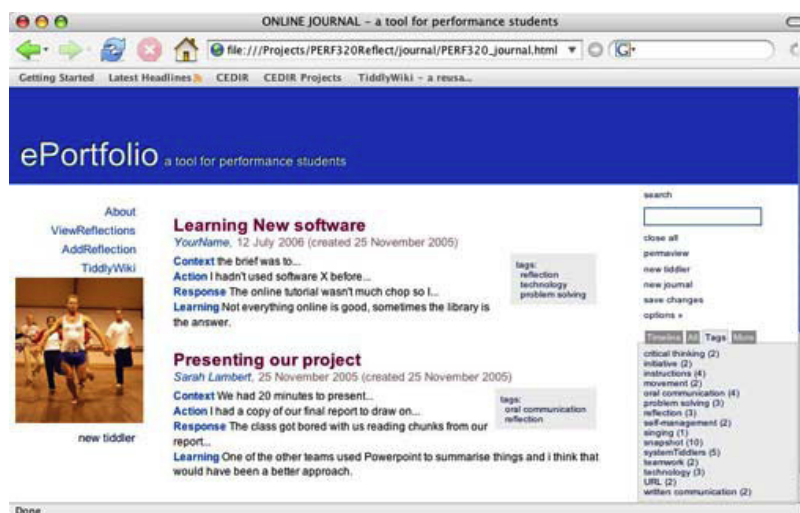 ONLINE JOURNAL – a tool for performance students
file:///Projects/PERF320Reflect/journal/PERF320_journal.html
G
Getting Started Latest Headlines CEDIR CEDIR Projects TiddlyWiki – a reusa...
ePortfolio a tool for performance students
About
ViewReflections
AddReflection
TiddlyWiki
new tiddler
Learning New software
YourName, 12 July 2006 (created 25 November 2005)
Context the brief was to...
Action I hadn't used software X before...
Response The online tutorial wasn't much chop so I...
Learning Not everything online is good, sometimes the library is
the answer.
tags:
reflection
technology
problem solving
Presenting our project
Sarah Lambert, 25 November 2005 (created 25 November 2005)
Context We had 20 minutes to present...
Action I had a copy of our final report to draw on...
Response The class got bored with us reading chunks from our
report...
Learning One of the other teams used Powerpoint to summarise things and i think that
would have been a better approach.
tags:
oral communication
reflection
search
close all
permaview
new tiddler
new journal
save changes
options »
Timeline All Tags More
critical thinking (2)
initiative (2)
instructions (4)
movement (2)
oral communication (4)
problem solving (3)
reflection (3)
self-management (2)
singing (1)
snapshot (10)
systemTiddlers (5)
teamwork (2)
technology (3)
URL (2)
written communication (2)
Done